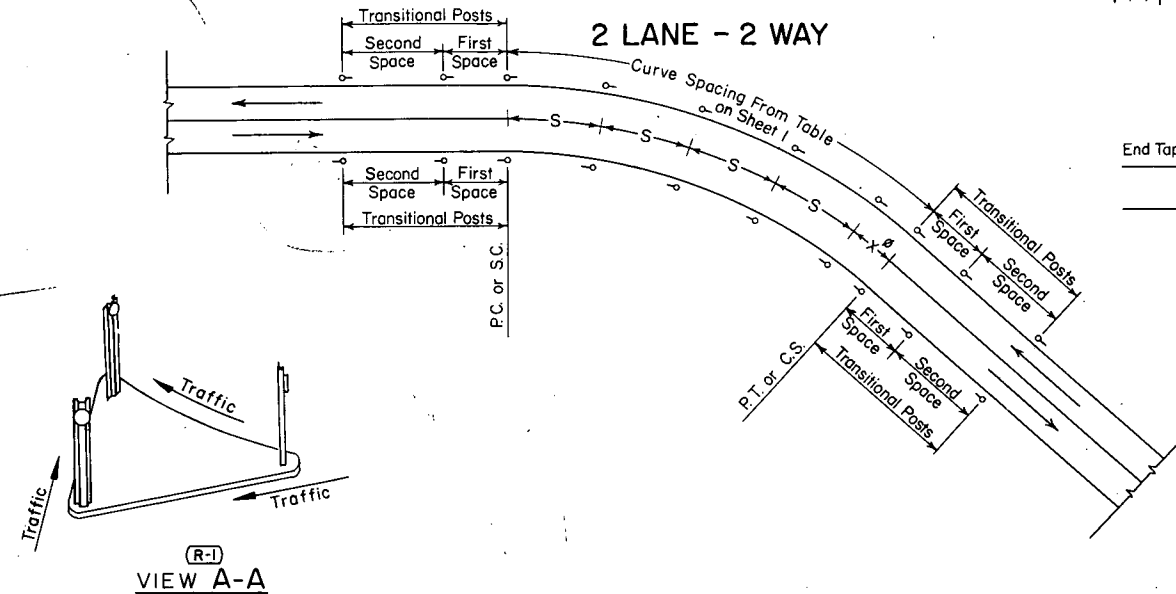 2 LANE - 2 WAY
Transitional Posts
Second Space
First Space
Curve Spacing From Table
on Sheet 1
S
S
S
S
X ø
Second Space
First Space
Transitional Posts
P.C. or S.C.
Transitional Posts
First Space
Second Space
P.T. or C.S.
First Space
Second Space
Transitional Posts
End Tap
Traffic
Traffic
Traffic
R-1
VIEW A-A